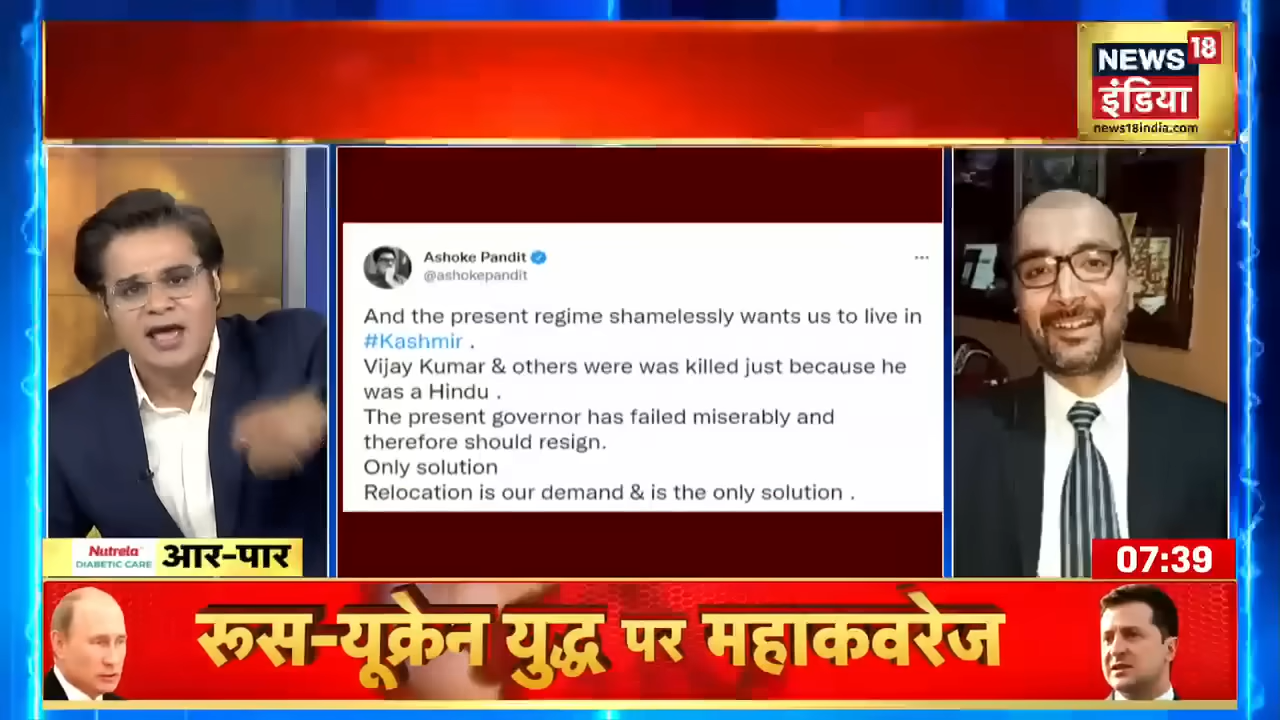 NEWS 18
इंडिया
news18india.com
Ashoke Pandit
@ashokepandit
And the present regime shamelessly wants us to live in
#Kashmir .
Vijay Kumar & others were was killed just because he
was a Hindu .
The present governor has failed miserably and
therefore should resign.
Only solution
Relocation is our demand & is the only solution .
Nutrela
DIABETIC CARE
आर-पार
07:39
रूस-यूक्रेन युद्ध पर महाकवरेज